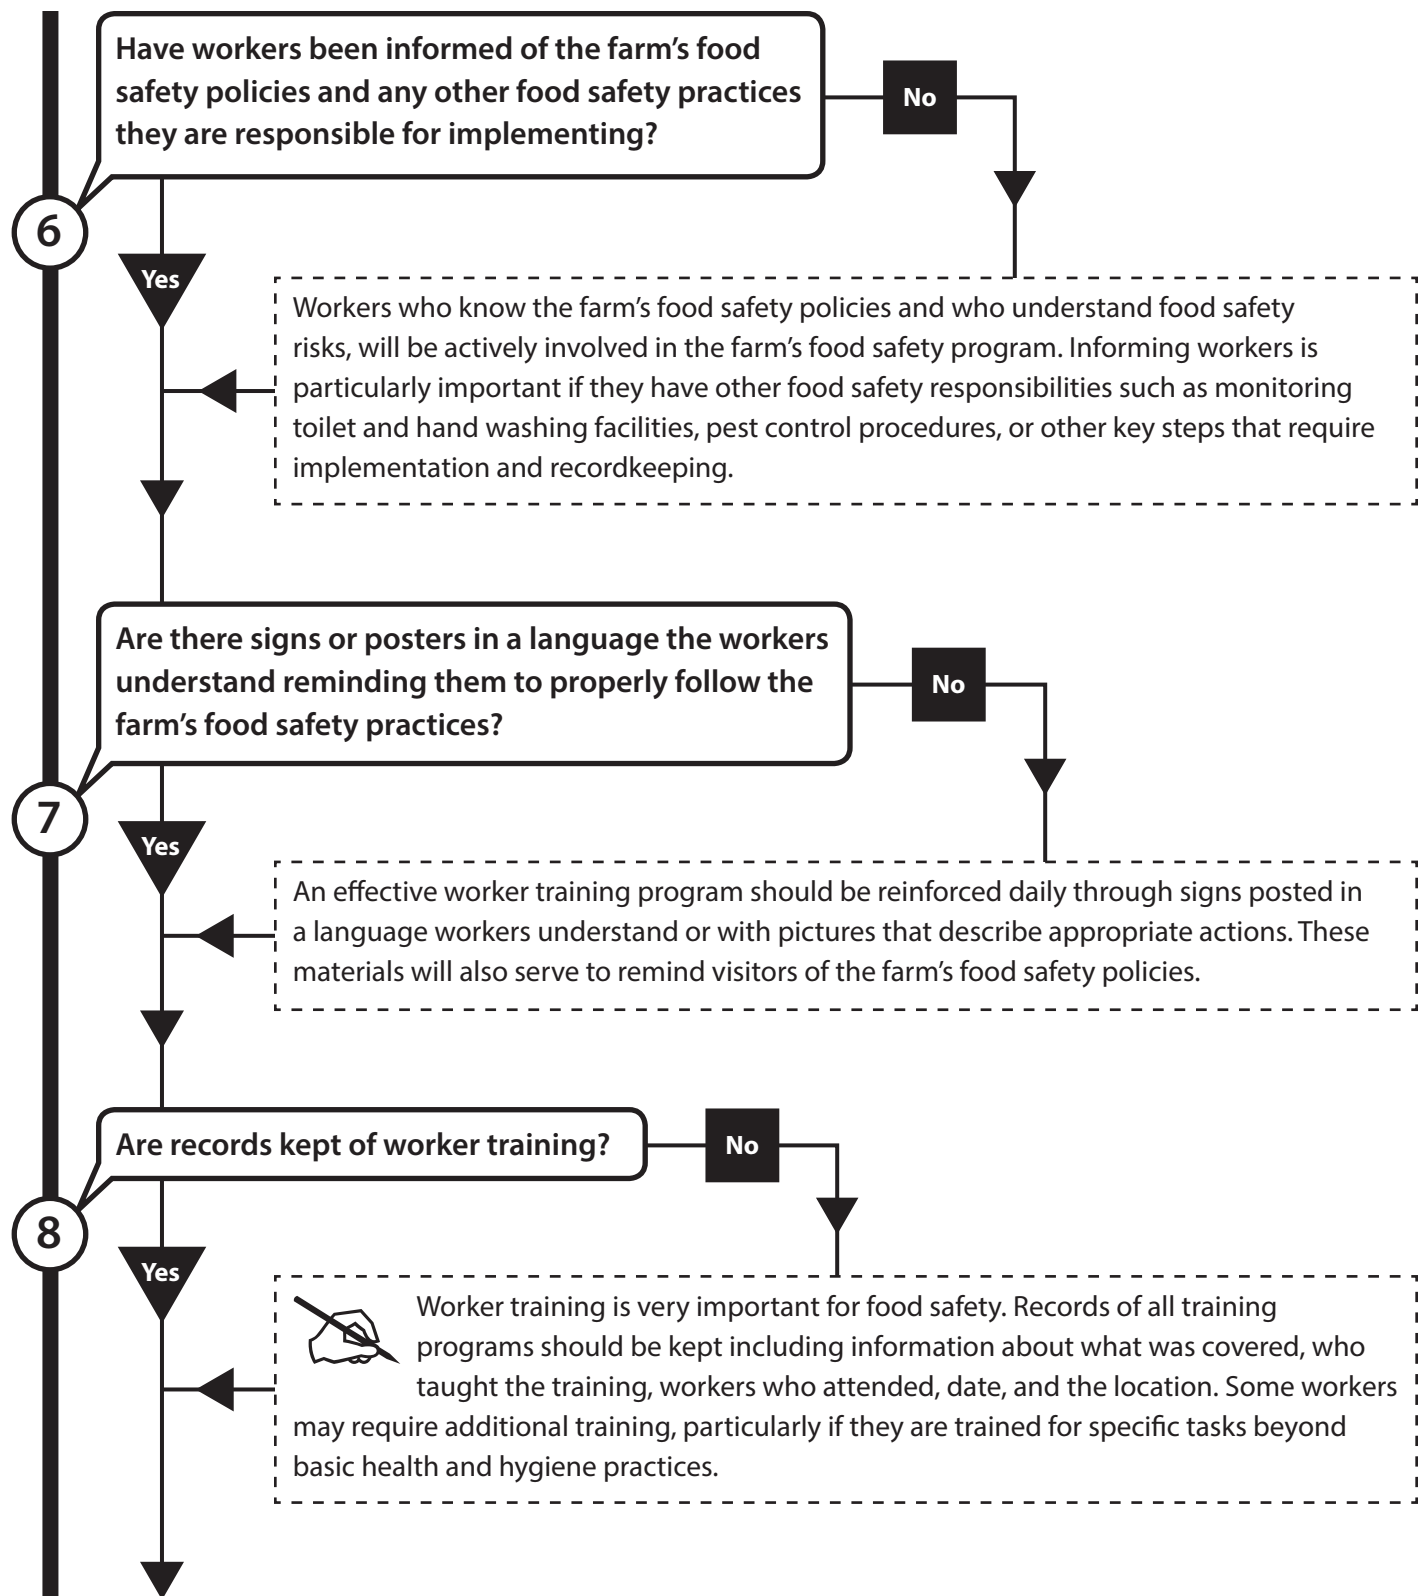 Have workers been informed of the farm’s food
safety policies and any other food safety practices
they are responsible for implementing?
No
6
Yes
Workers who know the farm’s food safety policies and who understand food safety
risks, will be actively involved in the farm’s food safety program. Informing workers is
particularly important if they have other food safety responsibilities such as monitoring
toilet and hand washing facilities, pest control procedures, or other key steps that require
implementation and recordkeeping.
Are there signs or posters in a language the workers
understand reminding them to properly follow the
farm’s food safety practices?
No
7
Yes
An effective worker training program should be reinforced daily through signs posted in
a language workers understand or with pictures that describe appropriate actions. These
materials will also serve to remind visitors of the farm’s food safety policies.
Are records kept of worker training?
No
8
Yes
Worker training is very important for food safety. Records of all training
programs should be kept including information about what was covered, who
taught the training, workers who attended, date, and the location. Some workers
may require additional training, particularly if they are trained for specific tasks beyond
basic health and hygiene practices.